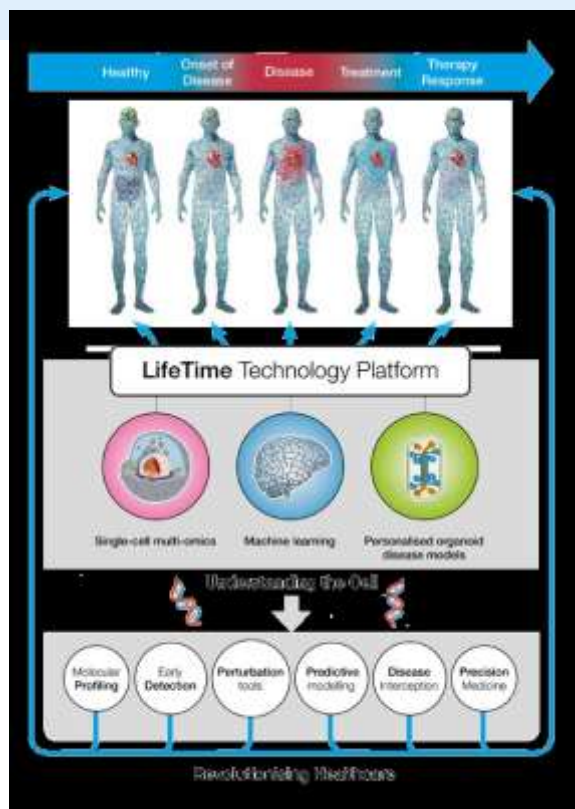 Healthy
Onset of
Disease
Disease
Treatment
Therapy
Response
LifeTime Technology Platform
Single-cell multi-omics
Machine learning
Personalised organoid
disease models
Understanding the Cell
Molecular
Profiling
Early
Detection
Perturbation
tools
Predictive
modelling
Disease
Interception
Precision
Medicine
Revolutionising Healthcare